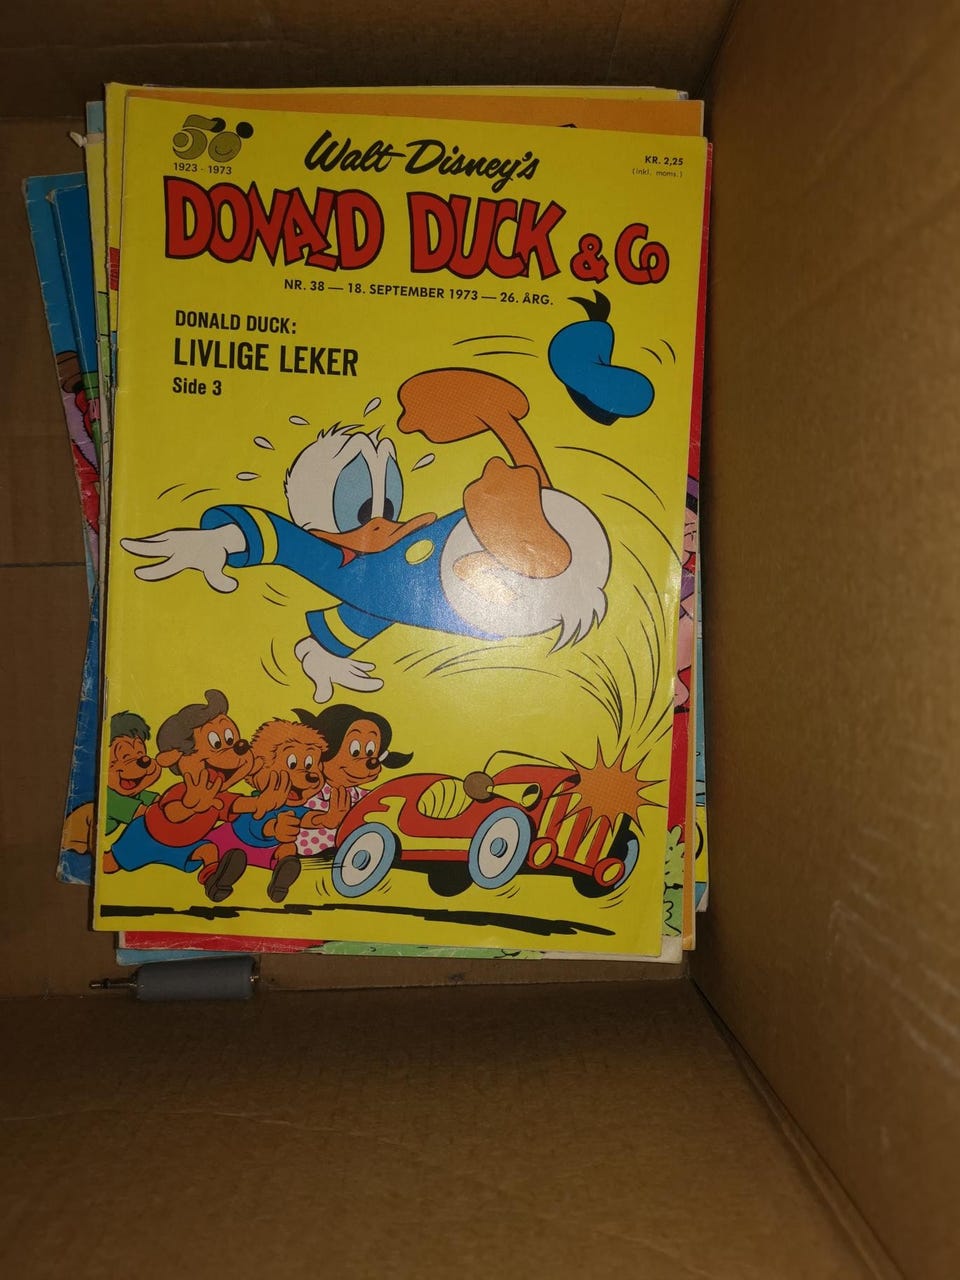 50
1923 - 1973
Walt Disney's
KR. 2,25
(inkl. moms.)
DONALD DUCK & Co
NR. 38 — 18. SEPTEMBER 1973 — 26. ÅRG.
DONALD DUCK:
LIVLIGE LEKER
Side 3